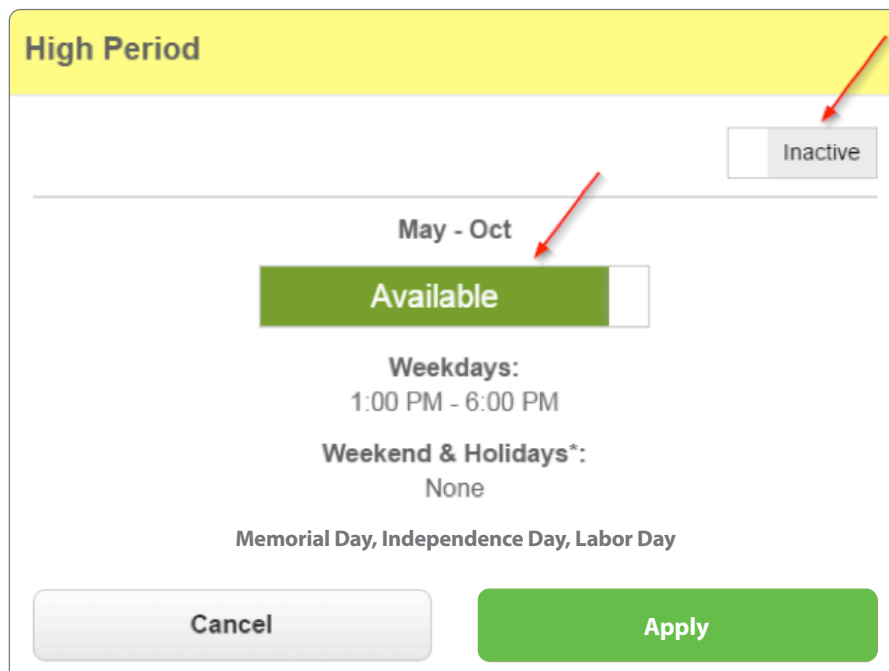 High Period
Inactive
May - Oct
Available
Weekdays:
1:00 PM - 6:00 PM
Weekend & Holidays*:
None
Memorial Day, Independence Day, Labor Day
Cancel
Apply